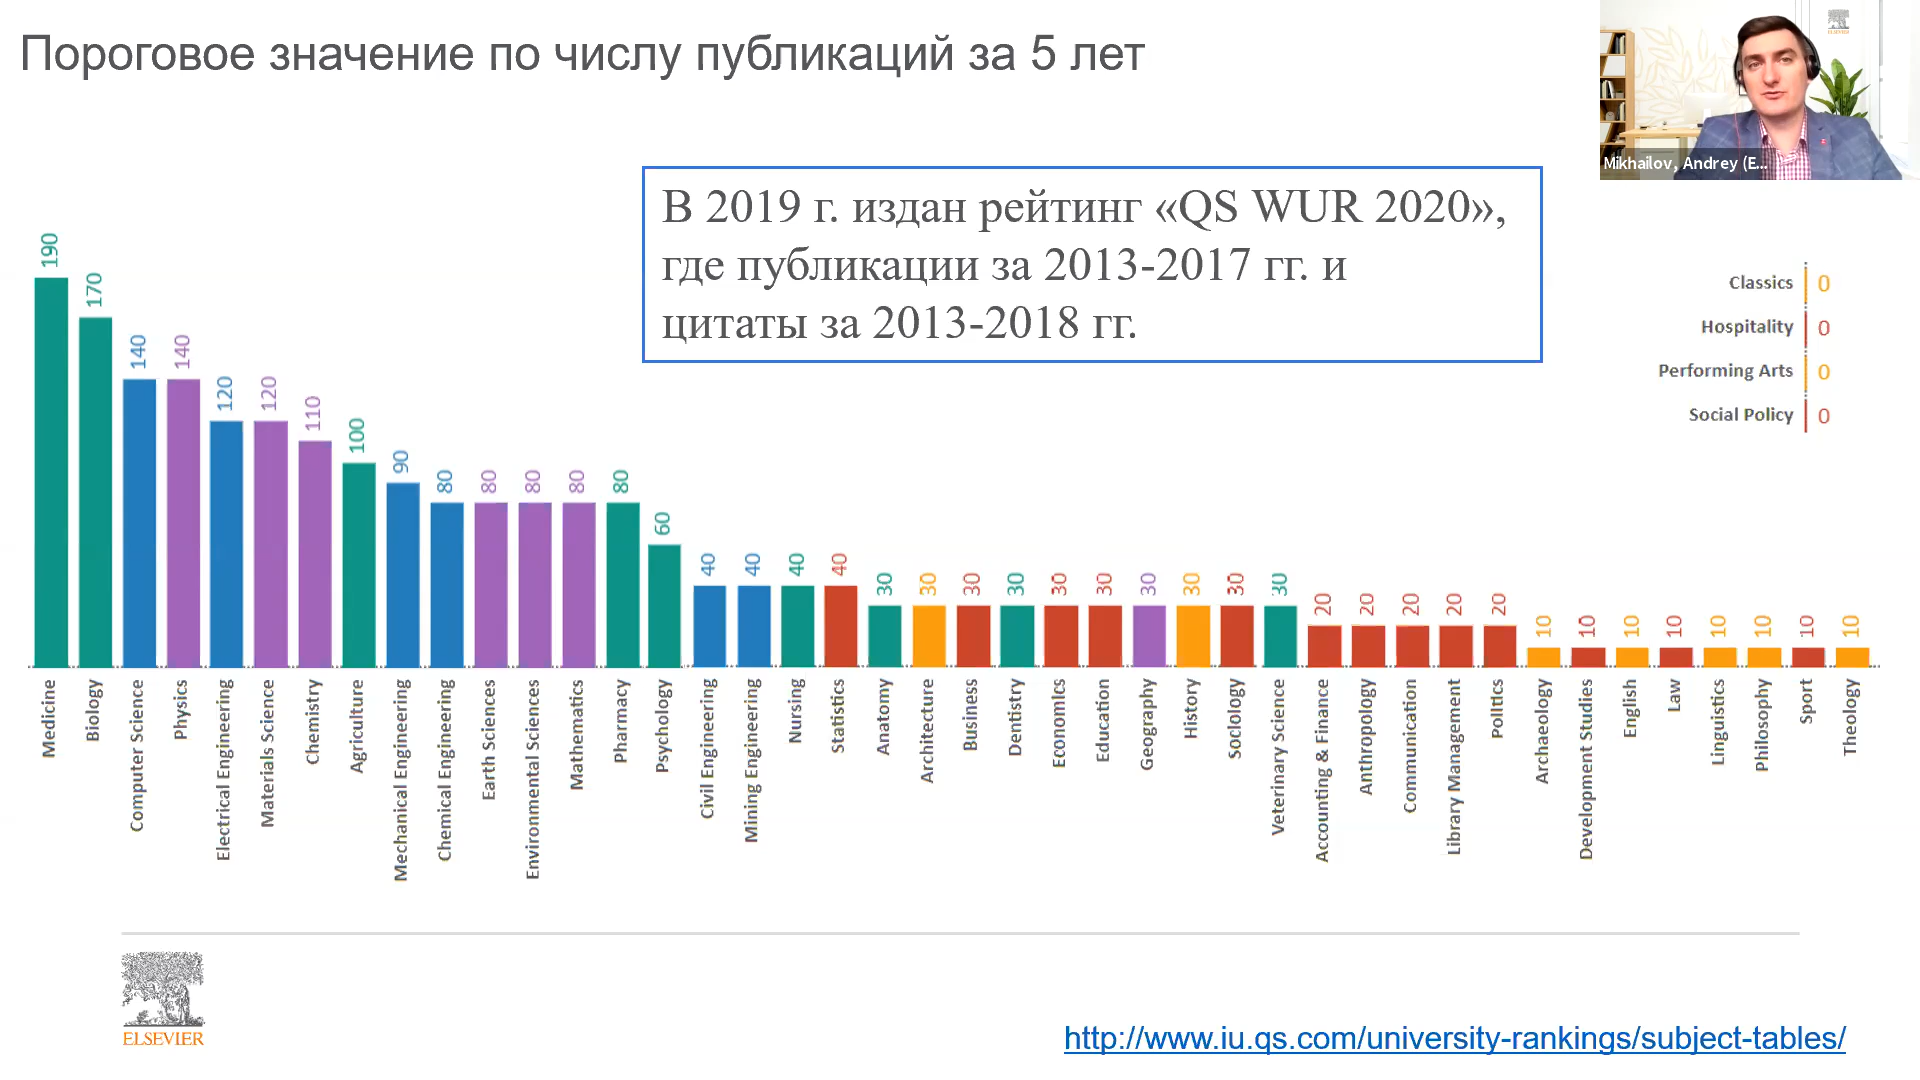 Пороговое значение по числу публикаций за 5 лет
Mikhailov, Andrey (E...
В 2019 г. издан рейтинг «QS WUR 2020»,
где публикации за 2013-2017 гг. и
цитаты за 2013-2018 гг.
Classics 0
Hospitality 0
Performing Arts 0
Social Policy 0
190
170
140
140
120
120
110
100
90
80
80
80
80
80
60
40
40
40
40
30
30
30
30
30
30
30
30
30
30
20
20
20
20
20
10
10
10
10
10
10
10
10
Medicine
Biology
Computer Science
Physics
Electrical Engineering
Materials Science
Chemistry
Agriculture
Mechanical Engineering
Chemical Engineering
Earth Sciences
Environmental Sciences
Mathematics
Pharmacy
Psychology
Civil Engineering
Mining Engineering
Nursing
Statistics
Anatomy
Architecture
Business
Dentistry
Economics
Education
Geography
History
Sociology
Veterinary Science
Accounting & Finance
Anthropology
Communication
Library Management
Politics
Archaeology
Development Studies
English
Law
Linguistics
Philosophy
Sport
Theology
ELSEVIER
http://www.iu.qs.com/university-rankings/subject-tables/